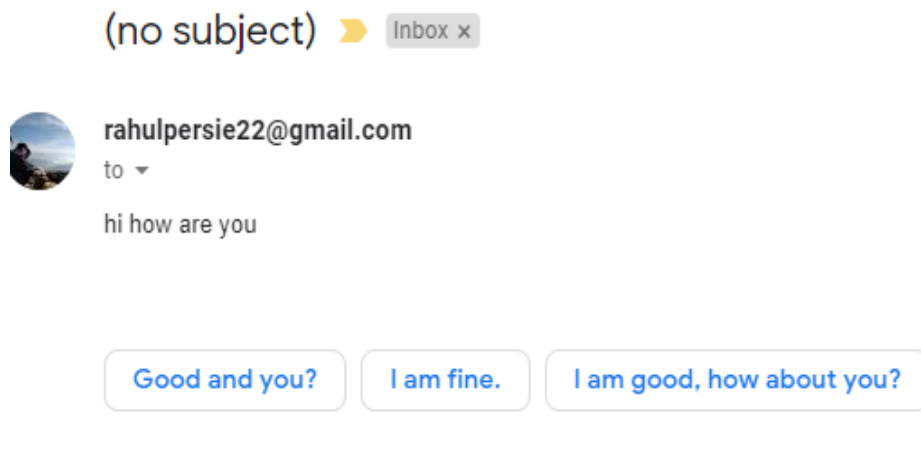 (no subject) Inbox ×
rahulpersie22@gmail.com
to
hi how are you
Good and you? I am fine. I am good, how about you?